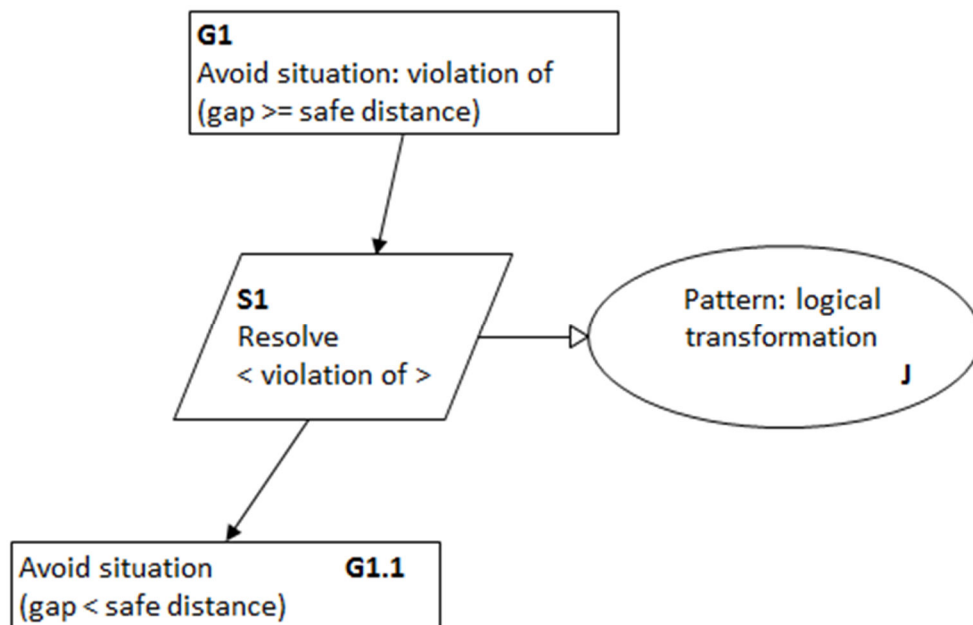 G1
Avoid situation: violation of
(gap >= safe distance)
S1
Resolve
< violation of >
Pattern: logical
transformation
J
Avoid situation G1.1
(gap < safe distance)